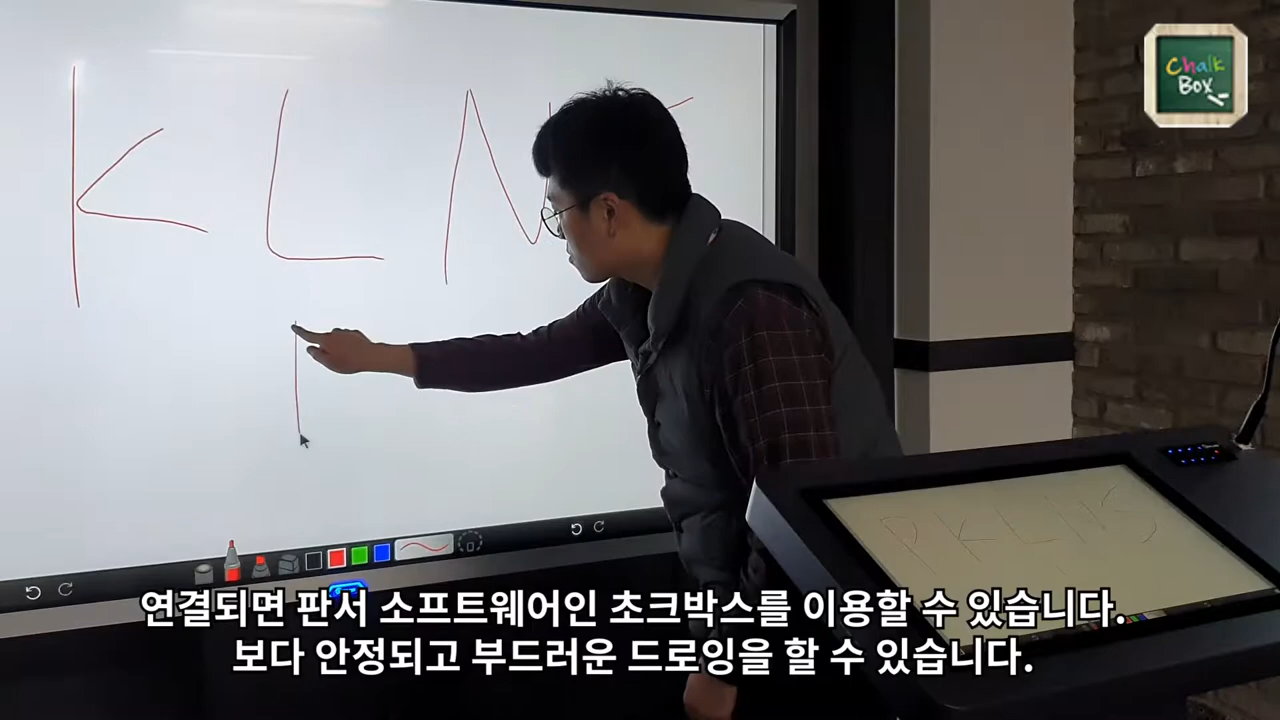 Chalk
Box
K L N
PKLNS
연결되면 판서 소프트웨어인 초크박스를 이용할 수 있습니다.
보다 안정되고 부드러운 드로잉을 할 수 있습니다.